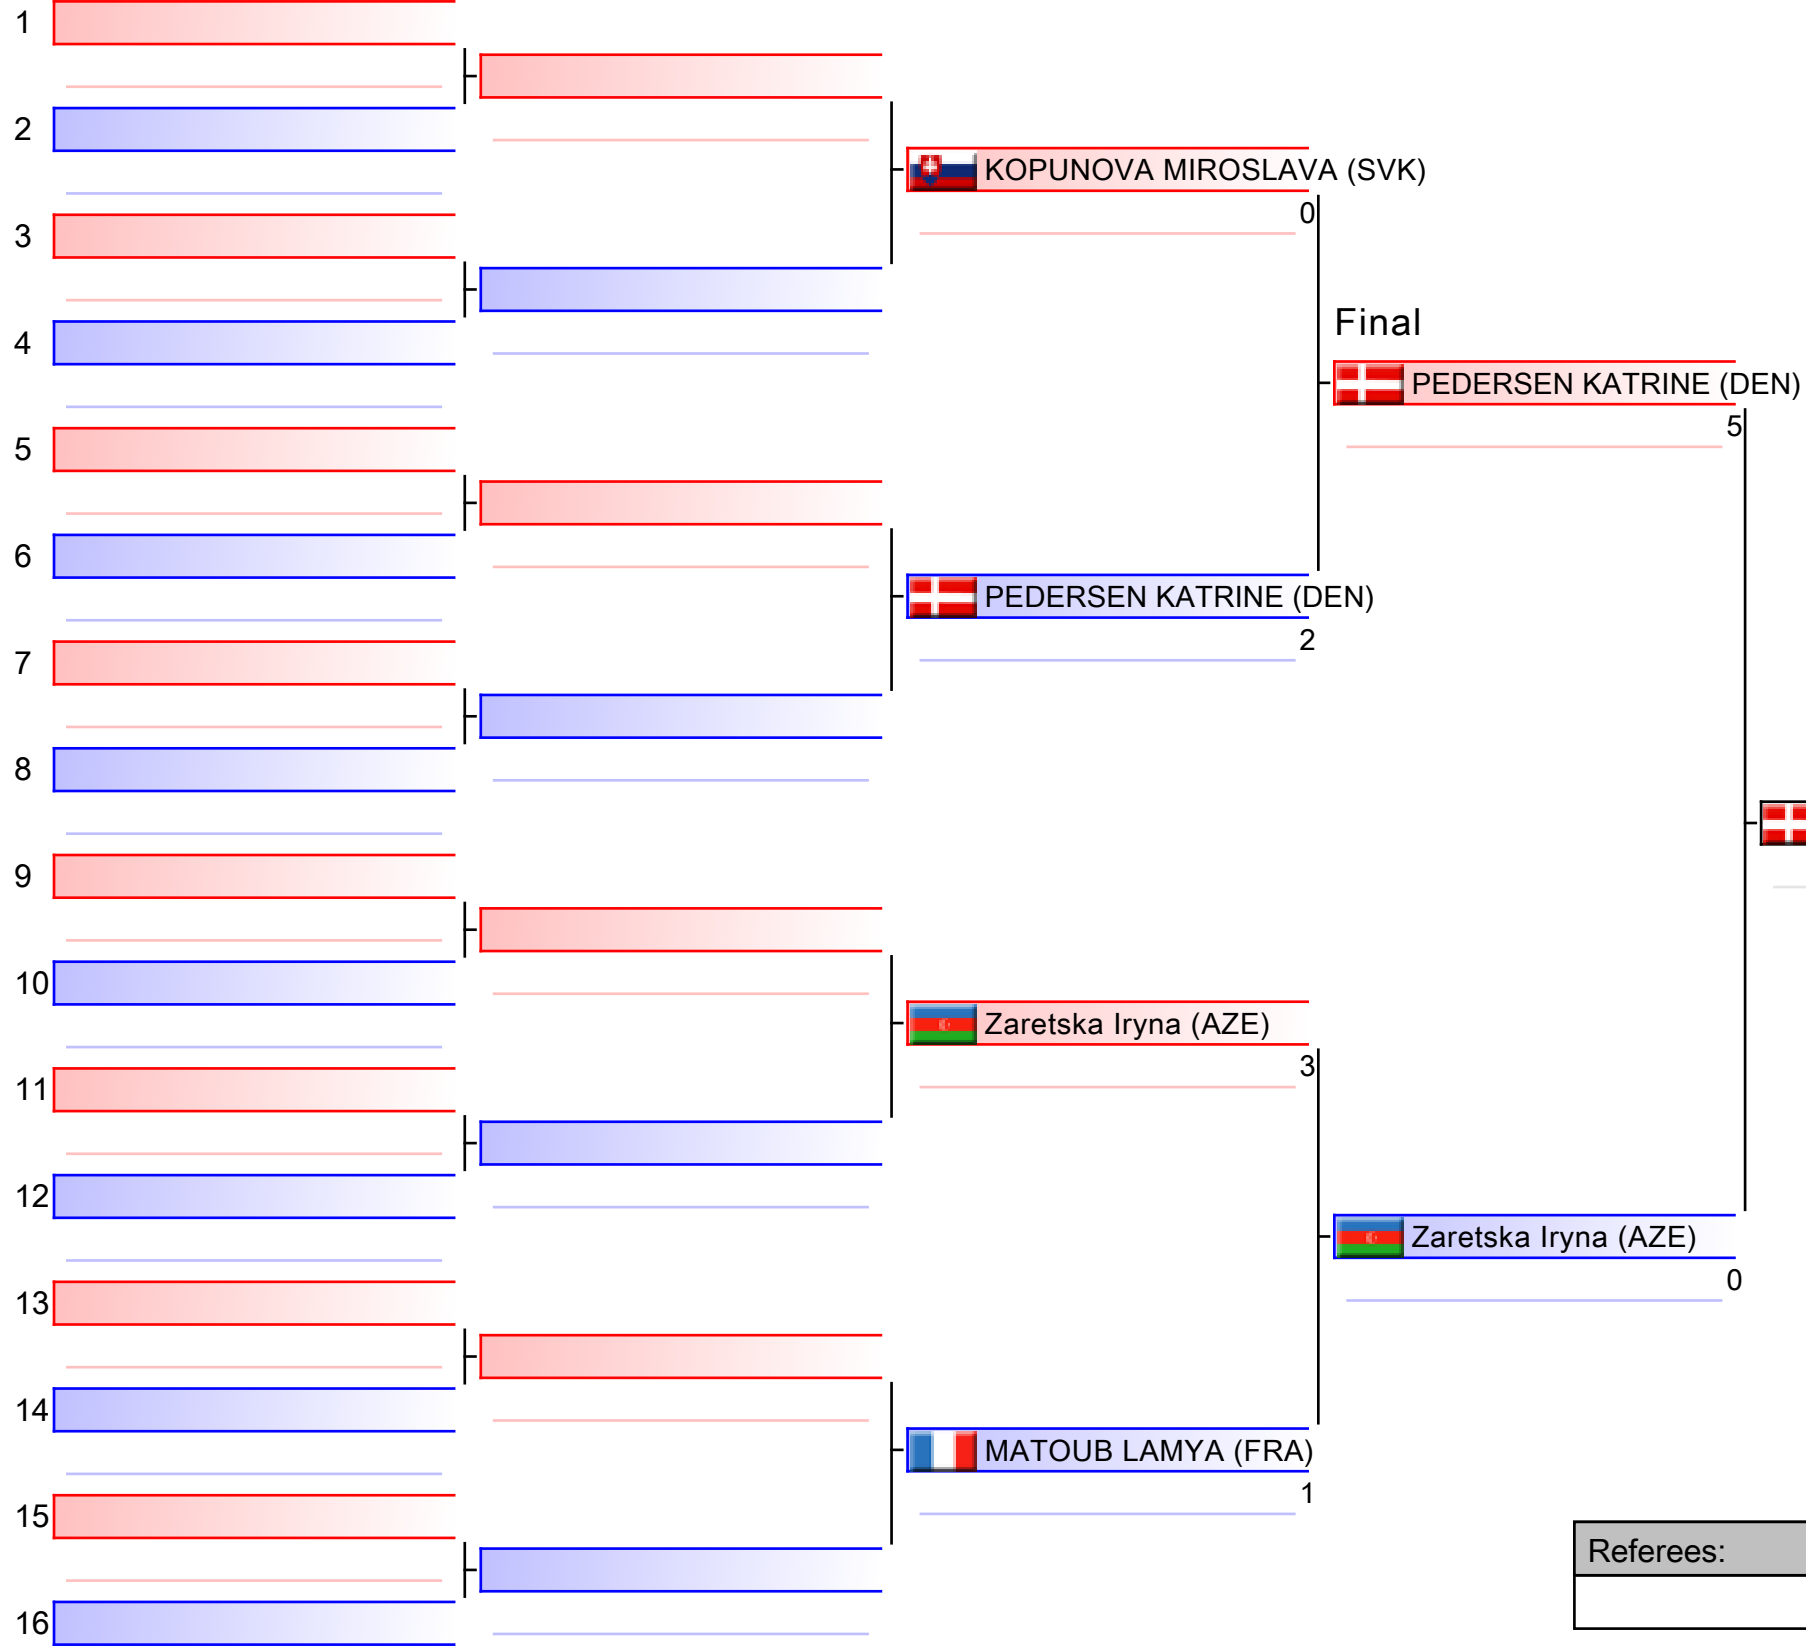 1
2
KOPUNOVA MIROSLAVA (SVK)
0
3
Final
4
PEDERSEN KATRINE (DEN)
5
5
6
PEDERSEN KATRINE (DEN)
2
7
8
9
10
Zaretska Iryna (AZE)
3
11
12
Zaretska Iryna (AZE)
0
13
14
MATOUB LAMYA (FRA)
1
15
Referees:
16